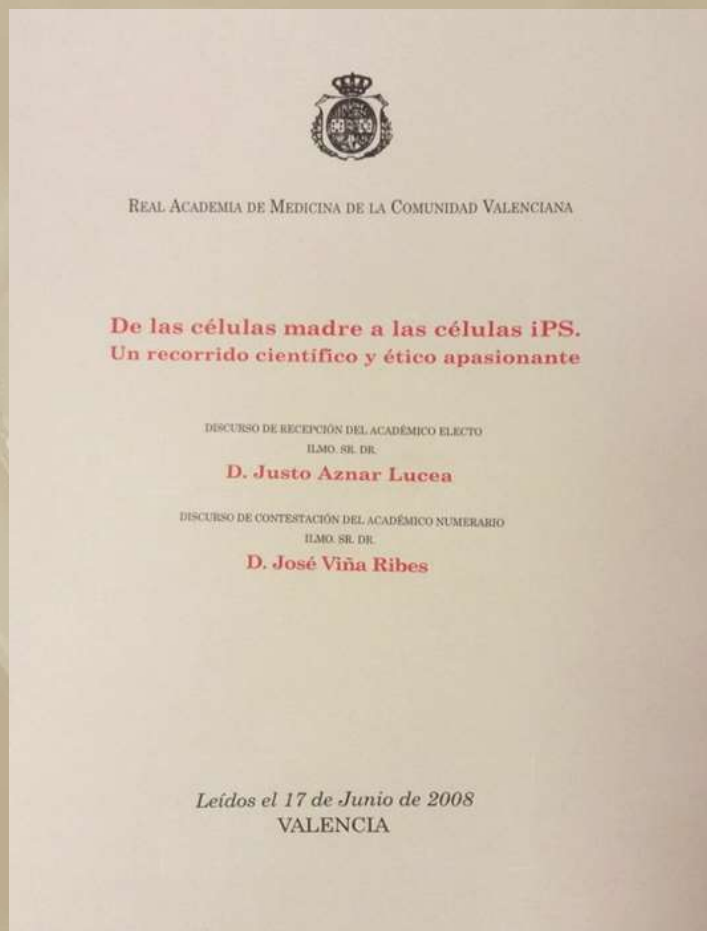 REAL ACADEMIA DE MEDICINA DE LA COMUNIDAD VALENCIANA
De las células madre a las células iPS.
Un recorrido científico y ético apasionante
DISCURSO DE RECEPCIÓN DEL ACADÉMICO ELECTO
ILMO. SR. DR.
D. Justo Aznar Lucea
DISCURSO DE CONTESTACIÓN DEL ACADÉMICO NUMERARIO
ILMO. SR. DR.
D. José Viña Ribes
Leídos el 17 de Junio de 2008
VALENCIA